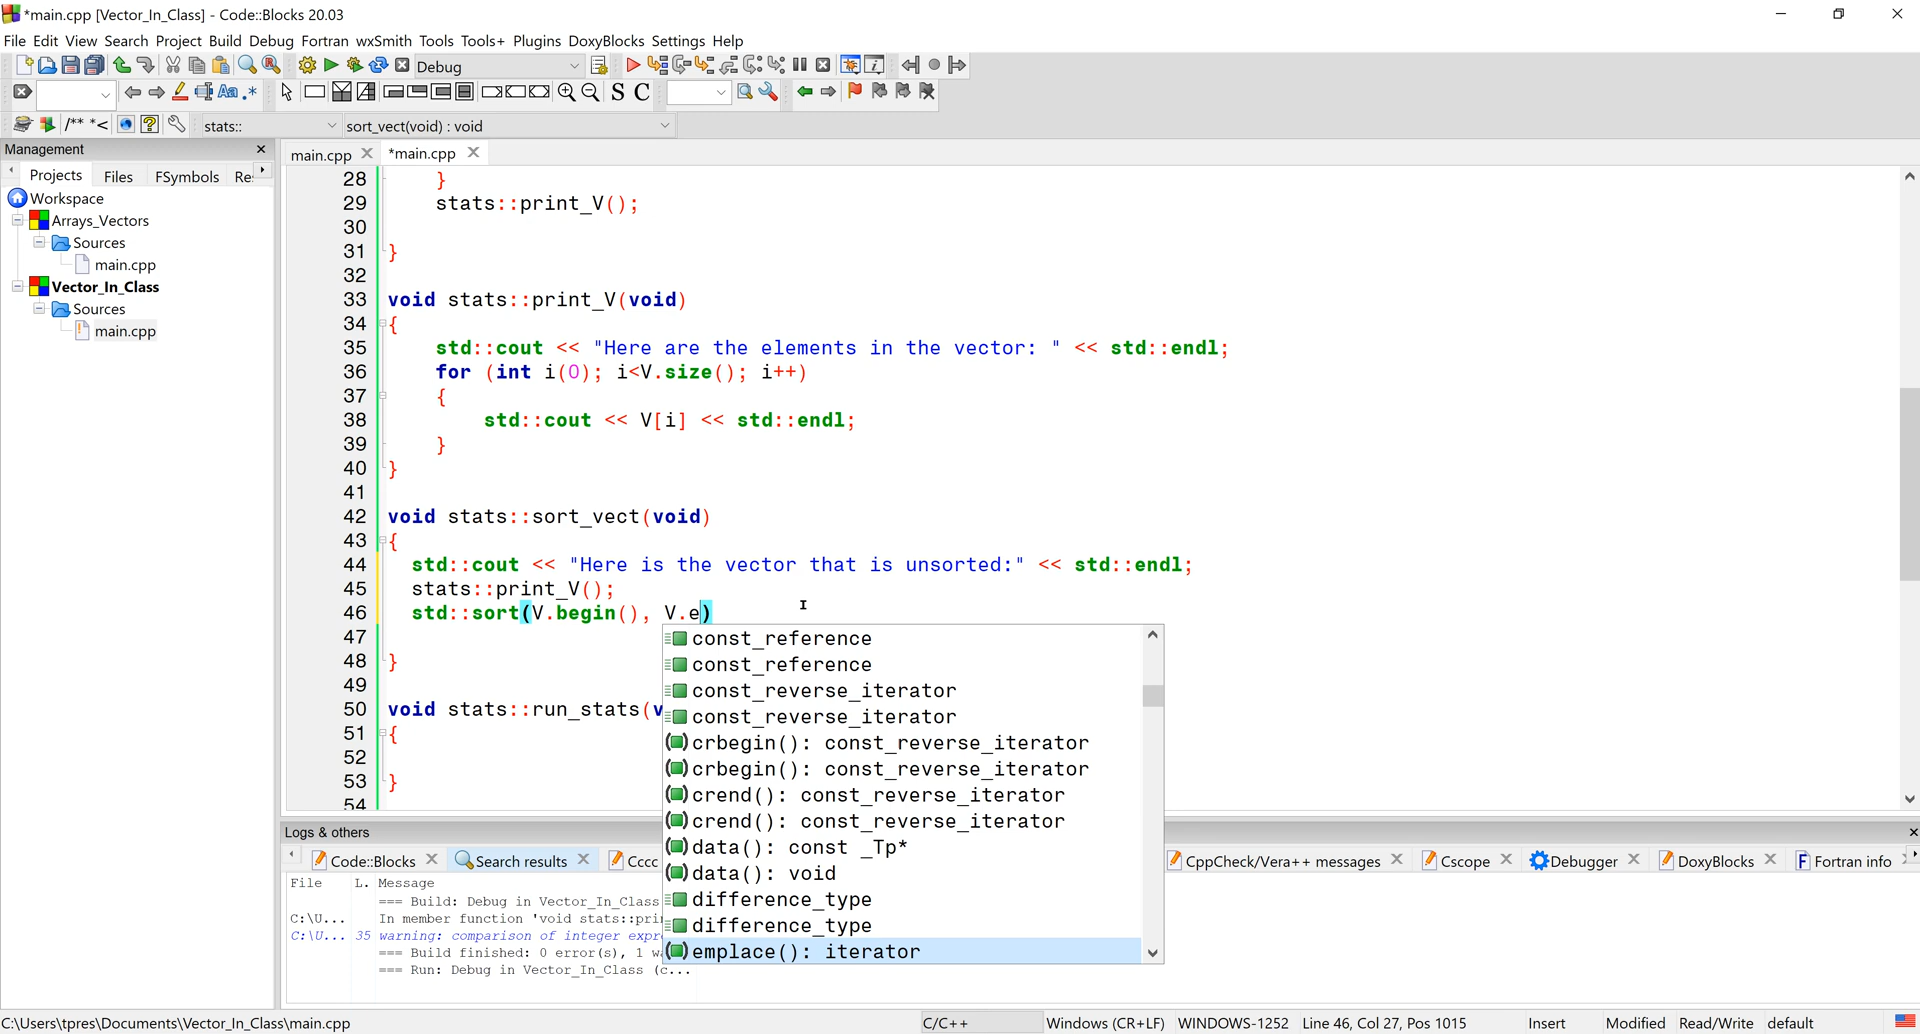 *main.cpp [Vector_In_Class] - Code::Blocks 20.03
File Edit View Search Project Build Debug Fortran wxSmith Tools Tools+ Plugins DoxyBlocks Settings Help
Debug
S C
/** *<
stats::
sort_vect(void) : void
Management
Projects Files FSymbols Re
Workspace
Arrays_Vectors
Sources
main.cpp
Vector_In_Class
Sources
main.cpp
main.cpp *main.cpp
28 }
29 stats::print_V();
30
31 }
32
33 void stats::print_V(void)
34 {
35 std::cout << "Here are the elements in the vector: " << std::endl;
36 for (int i(0); i<V.size(); i++)
37 {
38 std::cout << V[i] << std::endl;
39 }
40 }
41
42 void stats::sort_vect(void)
43 {
44 std::cout << "Here is the vector that is unsorted:" << std::endl;
45 stats::print_V();
46 std::sort(V.begin(), V.e)
47
48 }
49
50 void stats::run_stats(v
51 {
52
53 }
54
const_reference
const_reference
const_reverse_iterator
const_reverse_iterator
crbegin(): const_reverse_iterator
crbegin(): const_reverse_iterator
crend(): const_reverse_iterator
crend(): const_reverse_iterator
data(): const _Tp*
data(): void
difference_type
difference_type
emplace(): iterator
Logs & others
Code::Blocks Search results Cccc CppCheck/Vera++ messages Cscope Debugger DoxyBlocks Fortran info
File L. Message
=== Build: Debug in Vector_In_Class
C:\U... In member function 'void stats::pri
C:\U... 35 warning: comparison of integer expr
=== Build finished: 0 error(s), 1 w
=== Run: Debug in Vector_In_Class (c...
C:\Users\tpres\Documents\Vector_In_Class\main.cpp C/C++ Windows (CR+LF) WINDOWS-1252 Line 46, Col 27, Pos 1015 Insert Modified Read/Write default